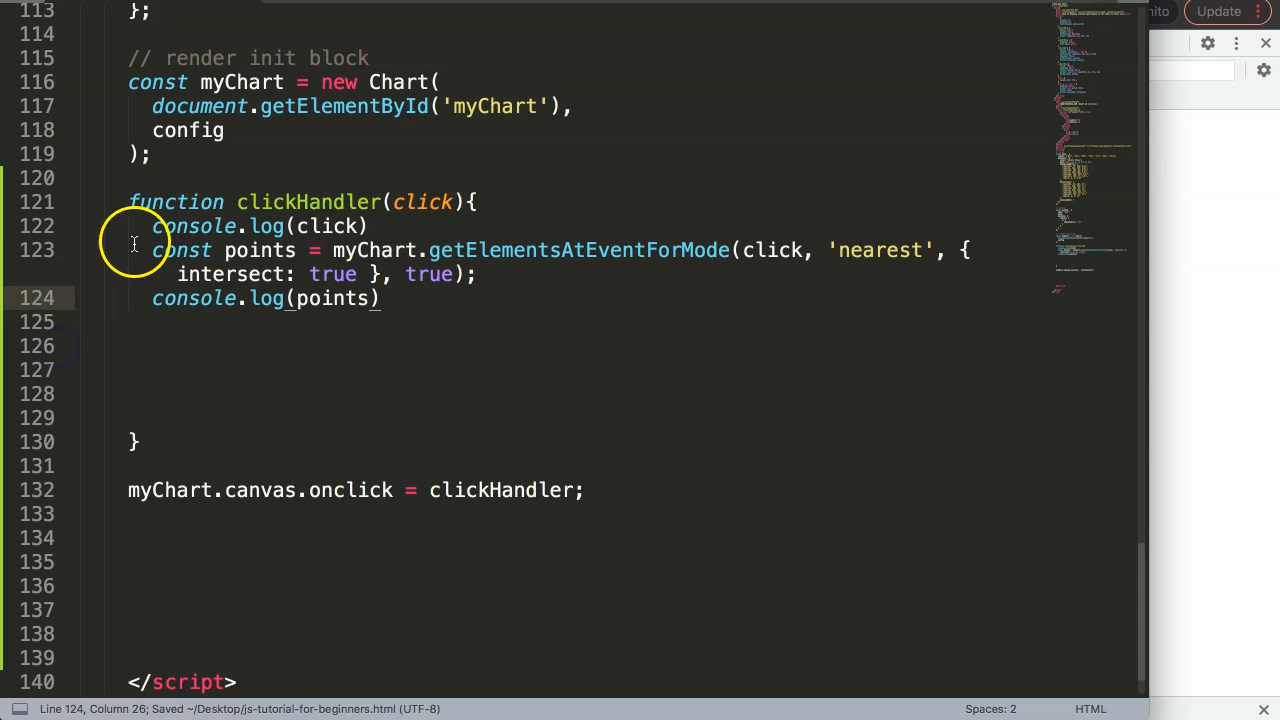 113 };
114
115 // render init block
116 const myChart = new Chart(
117 document.getElementById('myChart'),
118 config
119 );
120
121 function clickHandler(click){
122 console.log(click)
123 const points = myChart.getElementsAtEventForMode(click, 'nearest', {
intersect: true }, true);
124 console.log(points)
125
126
127
128
129
130 }
131
132 myChart.canvas.onclick = clickHandler;
133
134
135
136
137
138
139
140 </script>
Line 124, Column 26; Saved ~/Desktop/js-tutorial-for-beginners.html (UTF-8)
Spaces: 2
HTML
Update